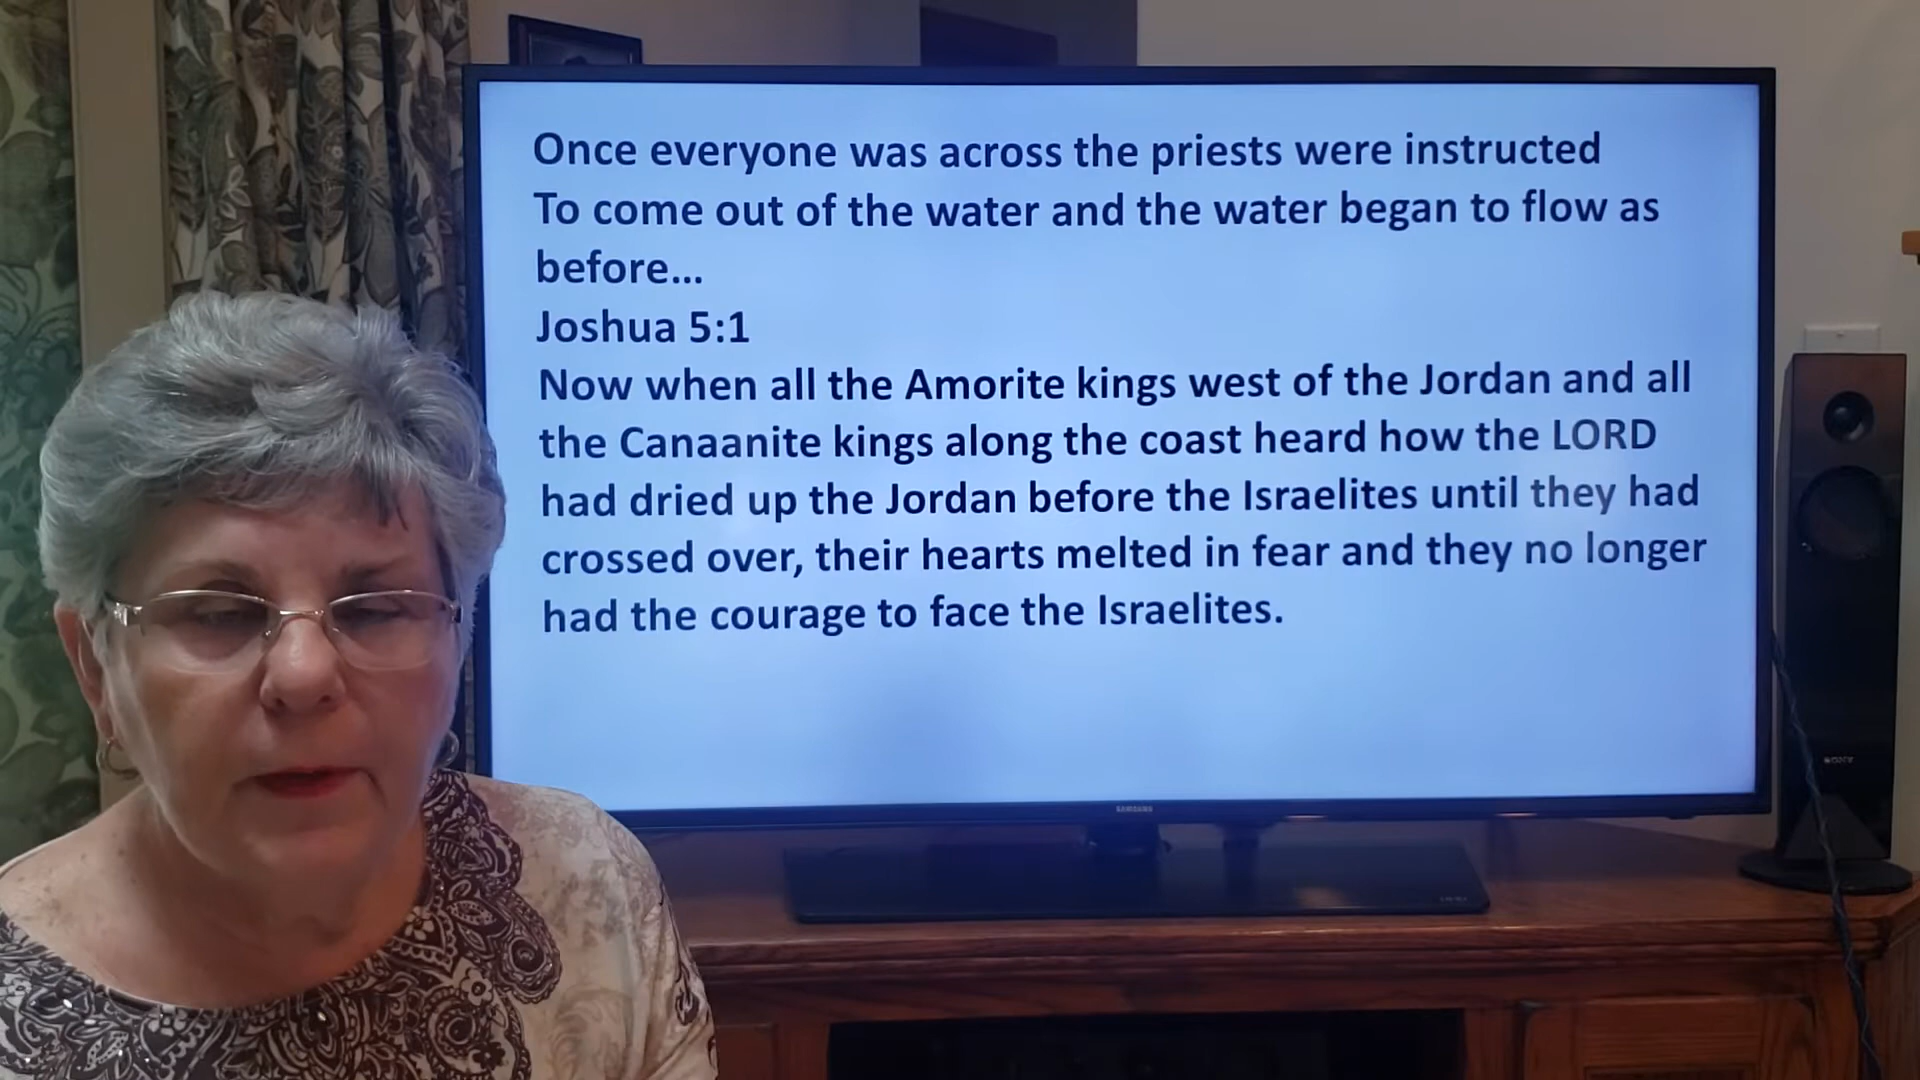 Once everyone was across the priests were instructed
To come out of the water and the water began to flow as
before...
Joshua 5:1
Now when all the Amorite kings west of the Jordan and all
the Canaanite kings along the coast heard how the LORD
had dried up the Jordan before the Israelites until they had
crossed over, their hearts melted in fear and they no longer
had the courage to face the Israelites.
SAMSUNG
SONY